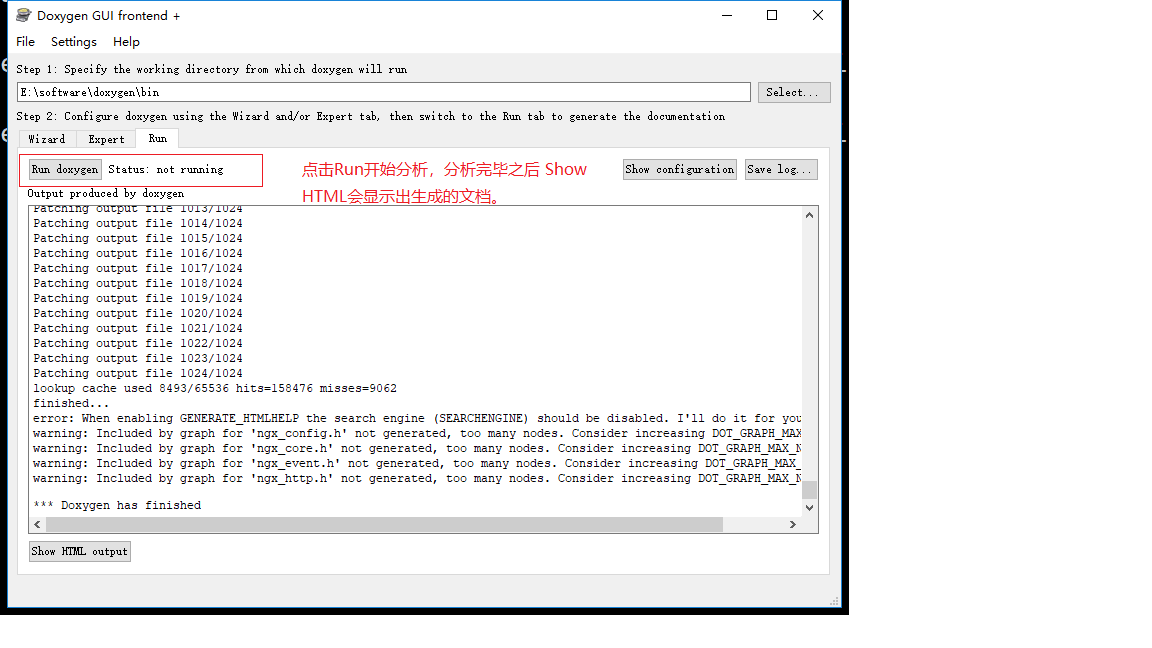 Doxygen GUI frontend +
File Settings Help
Step 1: Specify the working directory from which doxygen will run
E:\software\doxygen\bin Select...
Step 2: Configure doxygen using the Wizard and/or Expert tab, then switch to the Run tab to generate the documentation
Wizard Expert Run
Run doxygen Status: not running
点击Run开始分析，分析完毕之后 Show
HTML会显示出生成的文档。
Show configuration Save log...
Output produced by doxygen
Patching output file 1013/1024
Patching output file 1014/1024
Patching output file 1015/1024
Patching output file 1016/1024
Patching output file 1017/1024
Patching output file 1018/1024
Patching output file 1019/1024
Patching output file 1020/1024
Patching output file 1021/1024
Patching output file 1022/1024
Patching output file 1023/1024
Patching output file 1024/1024
lookup cache used 8493/65536 hits=158476 misses=9062
finished...
error: When enabling GENERATE_HTMLHELP the search engine (SEARCHENGINE) should be disabled. I'll do it for you
warning: Included by graph for 'ngx_config.h' not generated, too many nodes. Consider increasing DOT_GRAPH_MAX
warning: Included by graph for 'ngx_core.h' not generated, too many nodes. Consider increasing DOT_GRAPH_MAX_N
warning: Included by graph for 'ngx_event.h' not generated, too many nodes. Consider increasing DOT_GRAPH_MAX_
warning: Included by graph for 'ngx_http.h' not generated, too many nodes. Consider increasing DOT_GRAPH_MAX_N
*** Doxygen has finished
Show HTML output